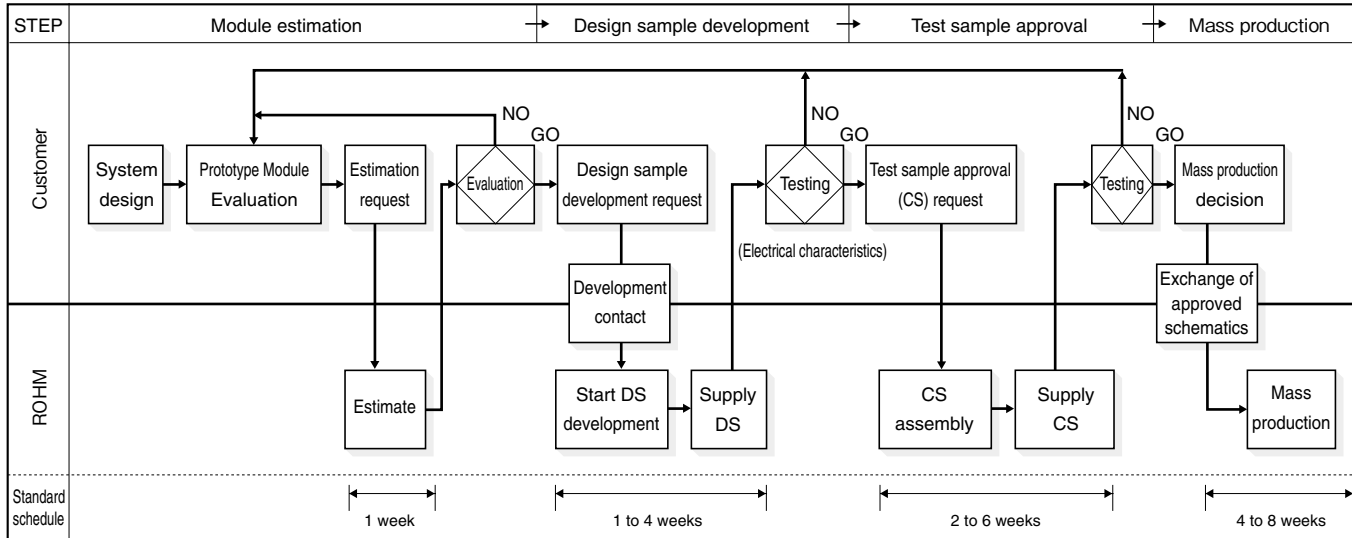 STEP
Module estimation
Design sample development
Test sample approval
Mass production
Customer
NO
GO
NO
GO
NO
GO
System
design
Prototype Module
Evaluation
Estimation
request
Evaluation
Design sample
development request
Testing
Test sample approval
(CS) request
Testing
Mass production
decision
(Electrical characteristics)
Development
contact
Exchange of
approved
schematics
ROHM
Estimate
Start DS
development
Supply
DS
CS
assembly
Supply
CS
Mass
production
Standard
schedule
1 week
1 to 4 weeks
2 to 6 weeks
4 to 8 weeks